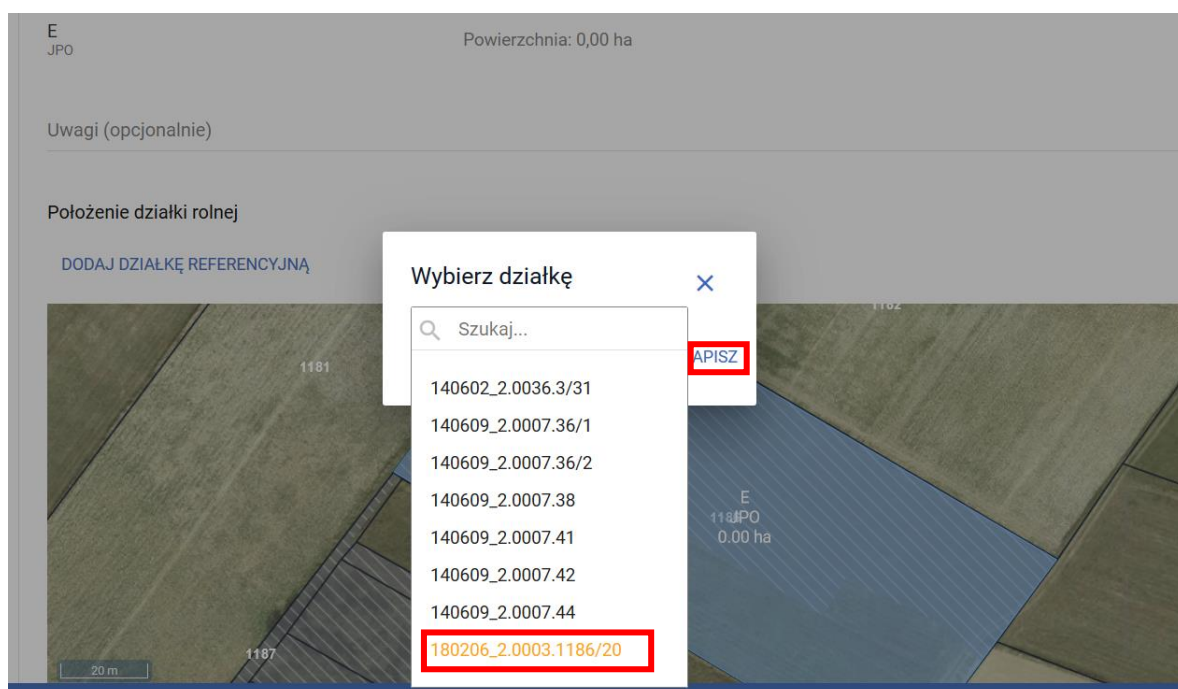 E
JPO
Powierzchnia: 0,00 ha
Uwagi (opcjonalnie)
Położenie działki rolnej
DODAJ DZIAŁKĘ REFERENCYJNĄ
Wybierz działkę
Szukaj...
APISZ
140602_2.0036.3/31
140609_2.0007.36/1
140609_2.0007.36/2
140609_2.0007.38
140609_2.0007.41
140609_2.0007.42
140609_2.0007.44
180206_2.0003.1186/20
1181
1182
E
JPO
0.00 ha
1187
20 m